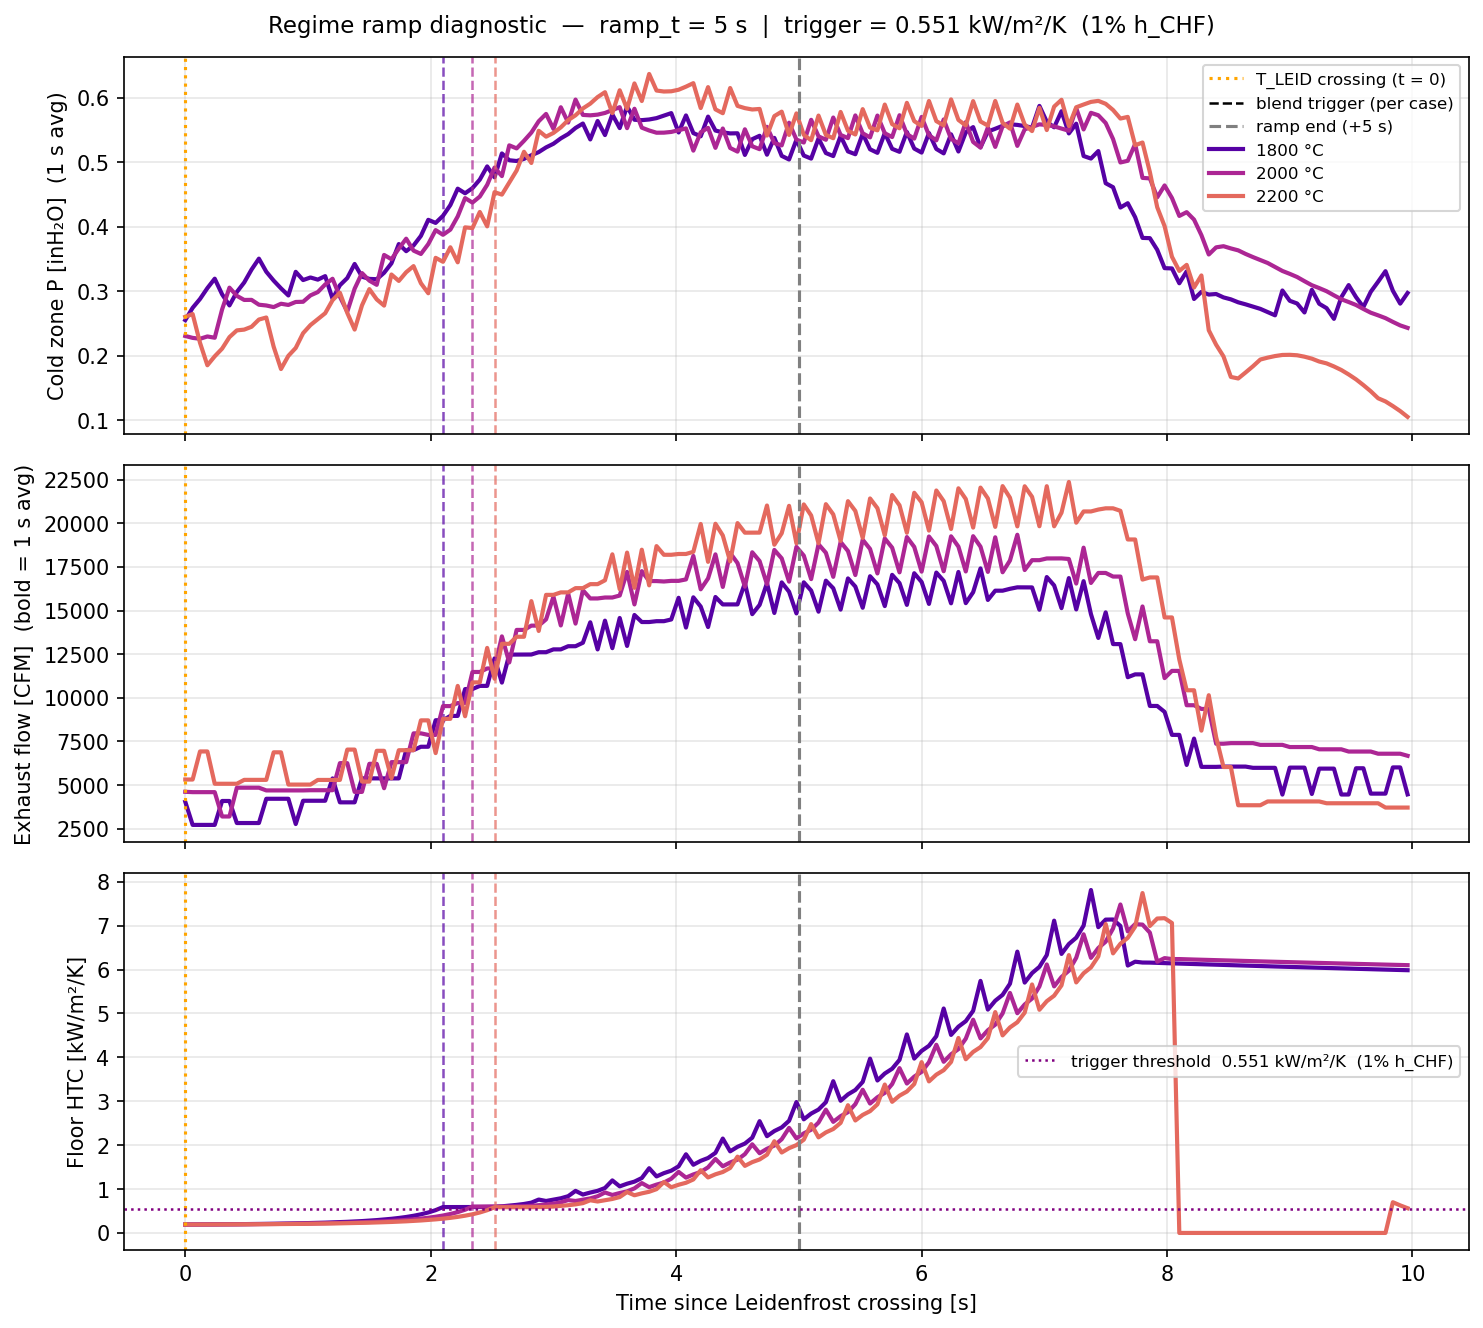 Regime ramp diagnostic — ramp_t = 5 s | trigger = 0.551 kW/m²/K (1% h_CHF)
Cold zone P [inH₂O] (1 s avg)
0.6
0.5
0.4
0.3
0.2
0.1
T_LEID crossing (t = 0)
blend trigger (per case)
ramp end (+5 s)
1800 °C
2000 °C
2200 °C
Exhaust flow [CFM] (bold = 1 s avg)
22500
20000
17500
15000
12500
10000
7500
5000
2500
Floor HTC [kW/m²/K]
8
7
6
5
4
3
2
1
0
trigger threshold 0.551 kW/m²/K (1% h_CHF)
0 2 4 6 8 10
Time since Leidenfrost crossing [s]